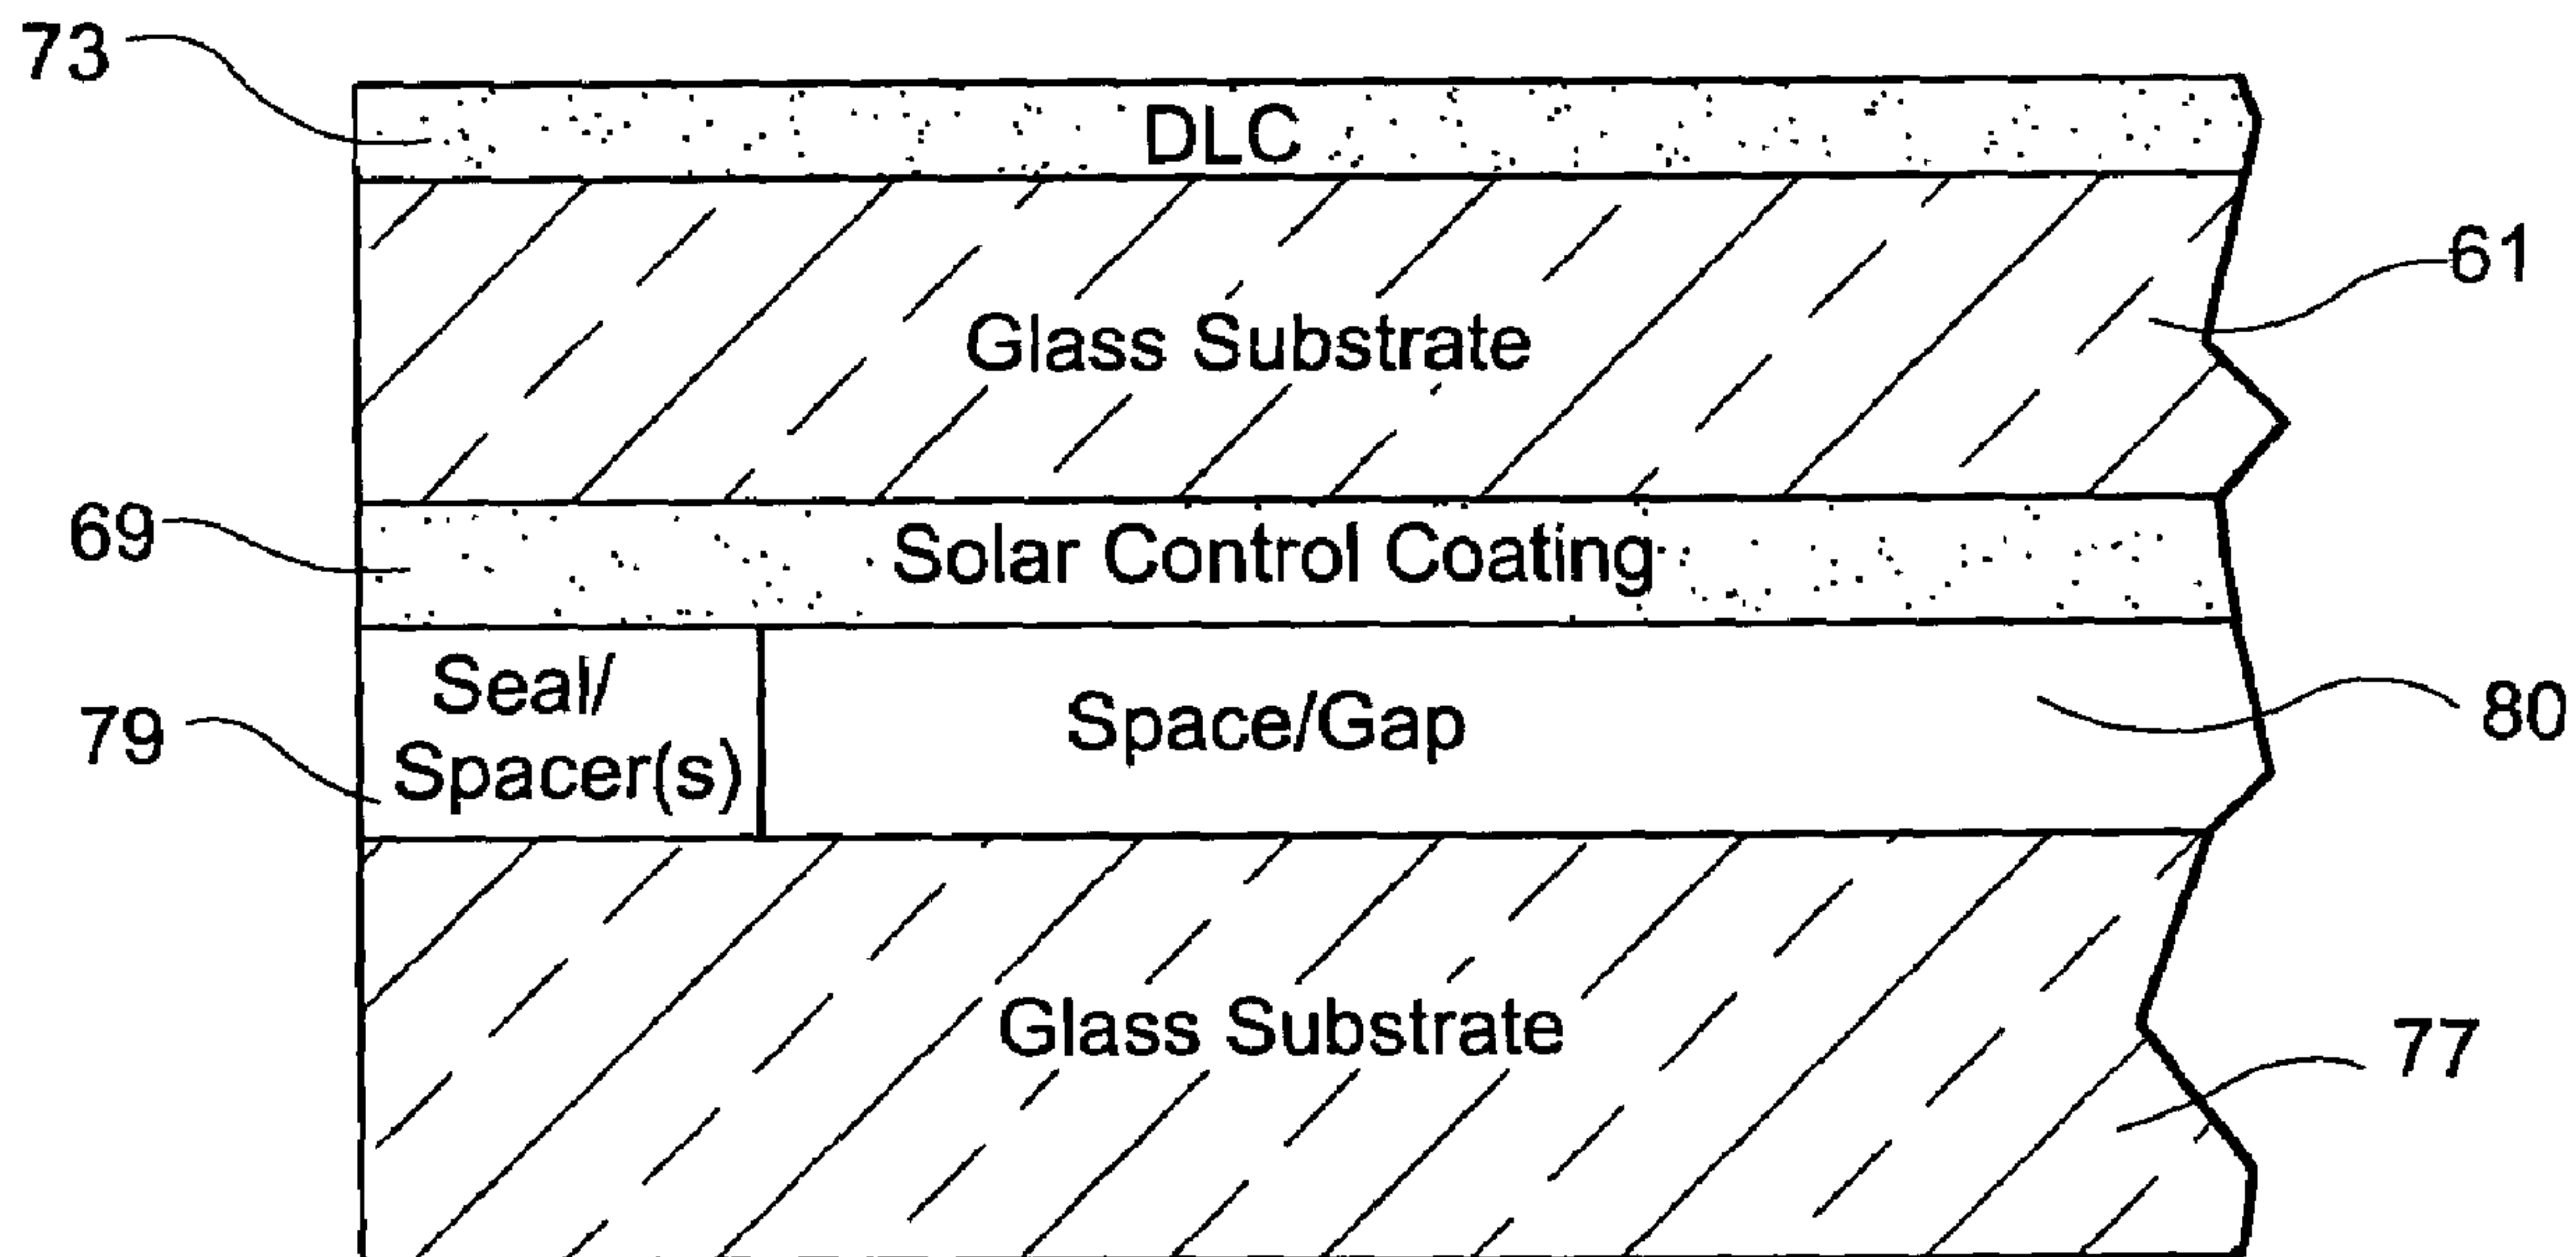 73
DLC
61
Glass Substrate
69
Solar Control Coating
Seal/
Spacer(s)
79
Space/Gap
80
Glass Substrate
77